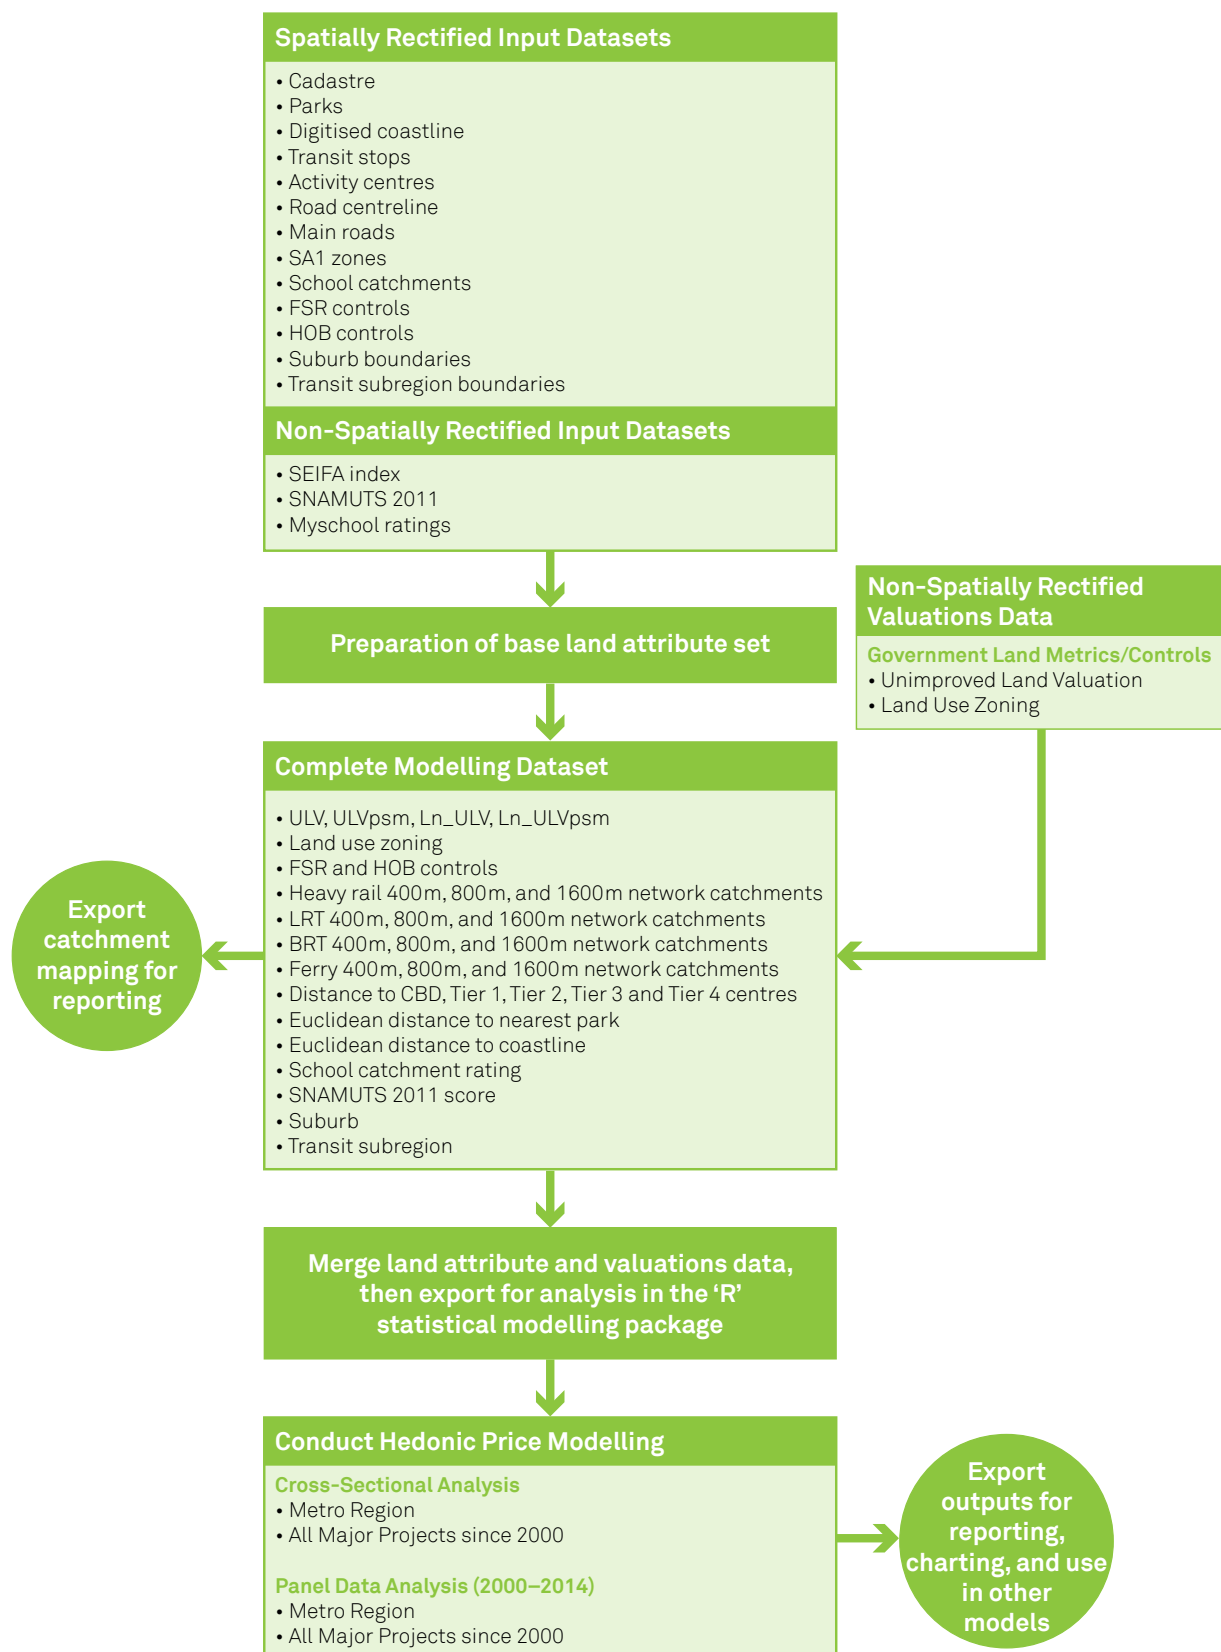 Spatially Rectified Input Datasets
• Cadastre
• Parks
• Digitised coastline
• Transit stops
• Activity centres
• Road centreline
• Main roads
• SA1 zones
• School catchments
• FSR controls
• HOB controls
• Suburb boundaries
• Transit subregion boundaries
Non-Spatially Rectified Input Datasets
• SEIFA index
• SNAMUTS 2011
• Myschool ratings
Preparation of base land attribute set
Non-Spatially Rectified
Valuations Data
Government Land Metrics/Controls
• Unimproved Land Valuation
• Land Use Zoning
Complete Modelling Dataset
• ULV, ULVpsm, Ln_ULV, Ln_ULVpsm
• Land use zoning
• FSR and HOB controls
• Heavy rail 400m, 800m, and 1600m network catchments
• LRT 400m, 800m, and 1600m network catchments
• BRT 400m, 800m, and 1600m network catchments
• Ferry 400m, 800m, and 1600m network catchments
• Distance to CBD, Tier 1, Tier 2, Tier 3 and Tier 4 centres
• Euclidean distance to nearest park
• Euclidean distance to coastline
• School catchment rating
• SNAMUTS 2011 score
• Suburb
• Transit subregion
Export
catchment
mapping for
reporting
Merge land attribute and valuations data,
then export for analysis in the ‘R’
statistical modelling package
Conduct Hedonic Price Modelling
Cross-Sectional Analysis
• Metro Region
• All Major Projects since 2000
Panel Data Analysis (2000–2014)
• Metro Region
• All Major Projects since 2000
Export
outputs for
reporting,
charting, and use
in other
models